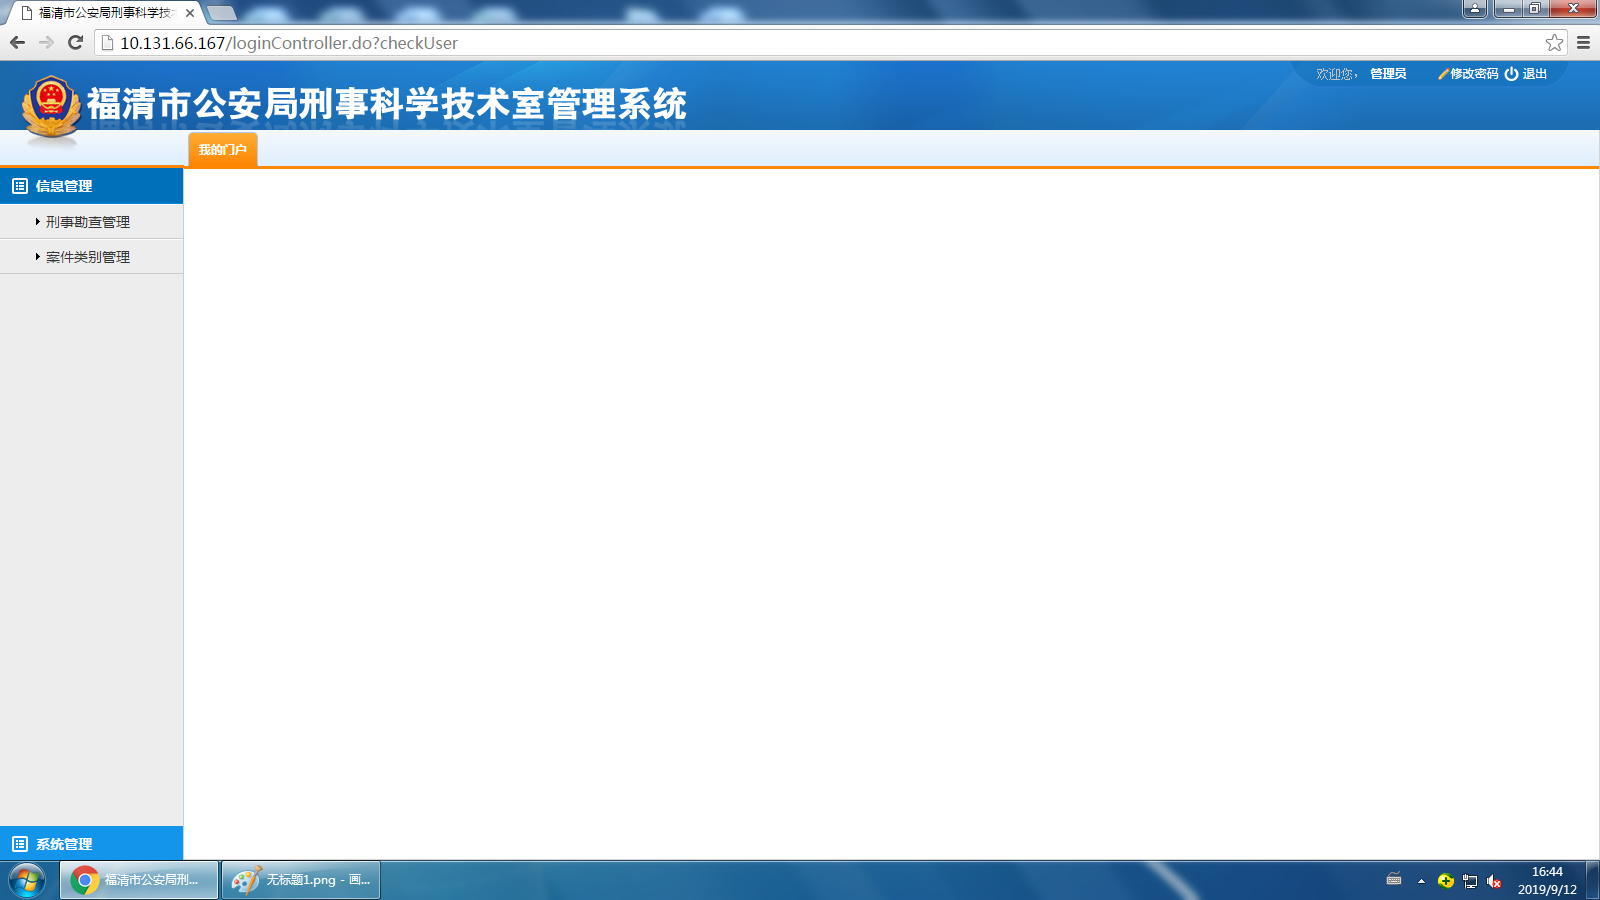 福清市公安局刑事科学技
10.131.66.167/loginController.do?checkUser
欢迎您， 管理员 修改密码 退出
福清市公安局刑事科学技术室管理系统
我的门户
信息管理
刑事勘查管理
案件类别管理
系统管理
福清市公安局刑...
无标题1.png - 画...
16:44
2019/9/12